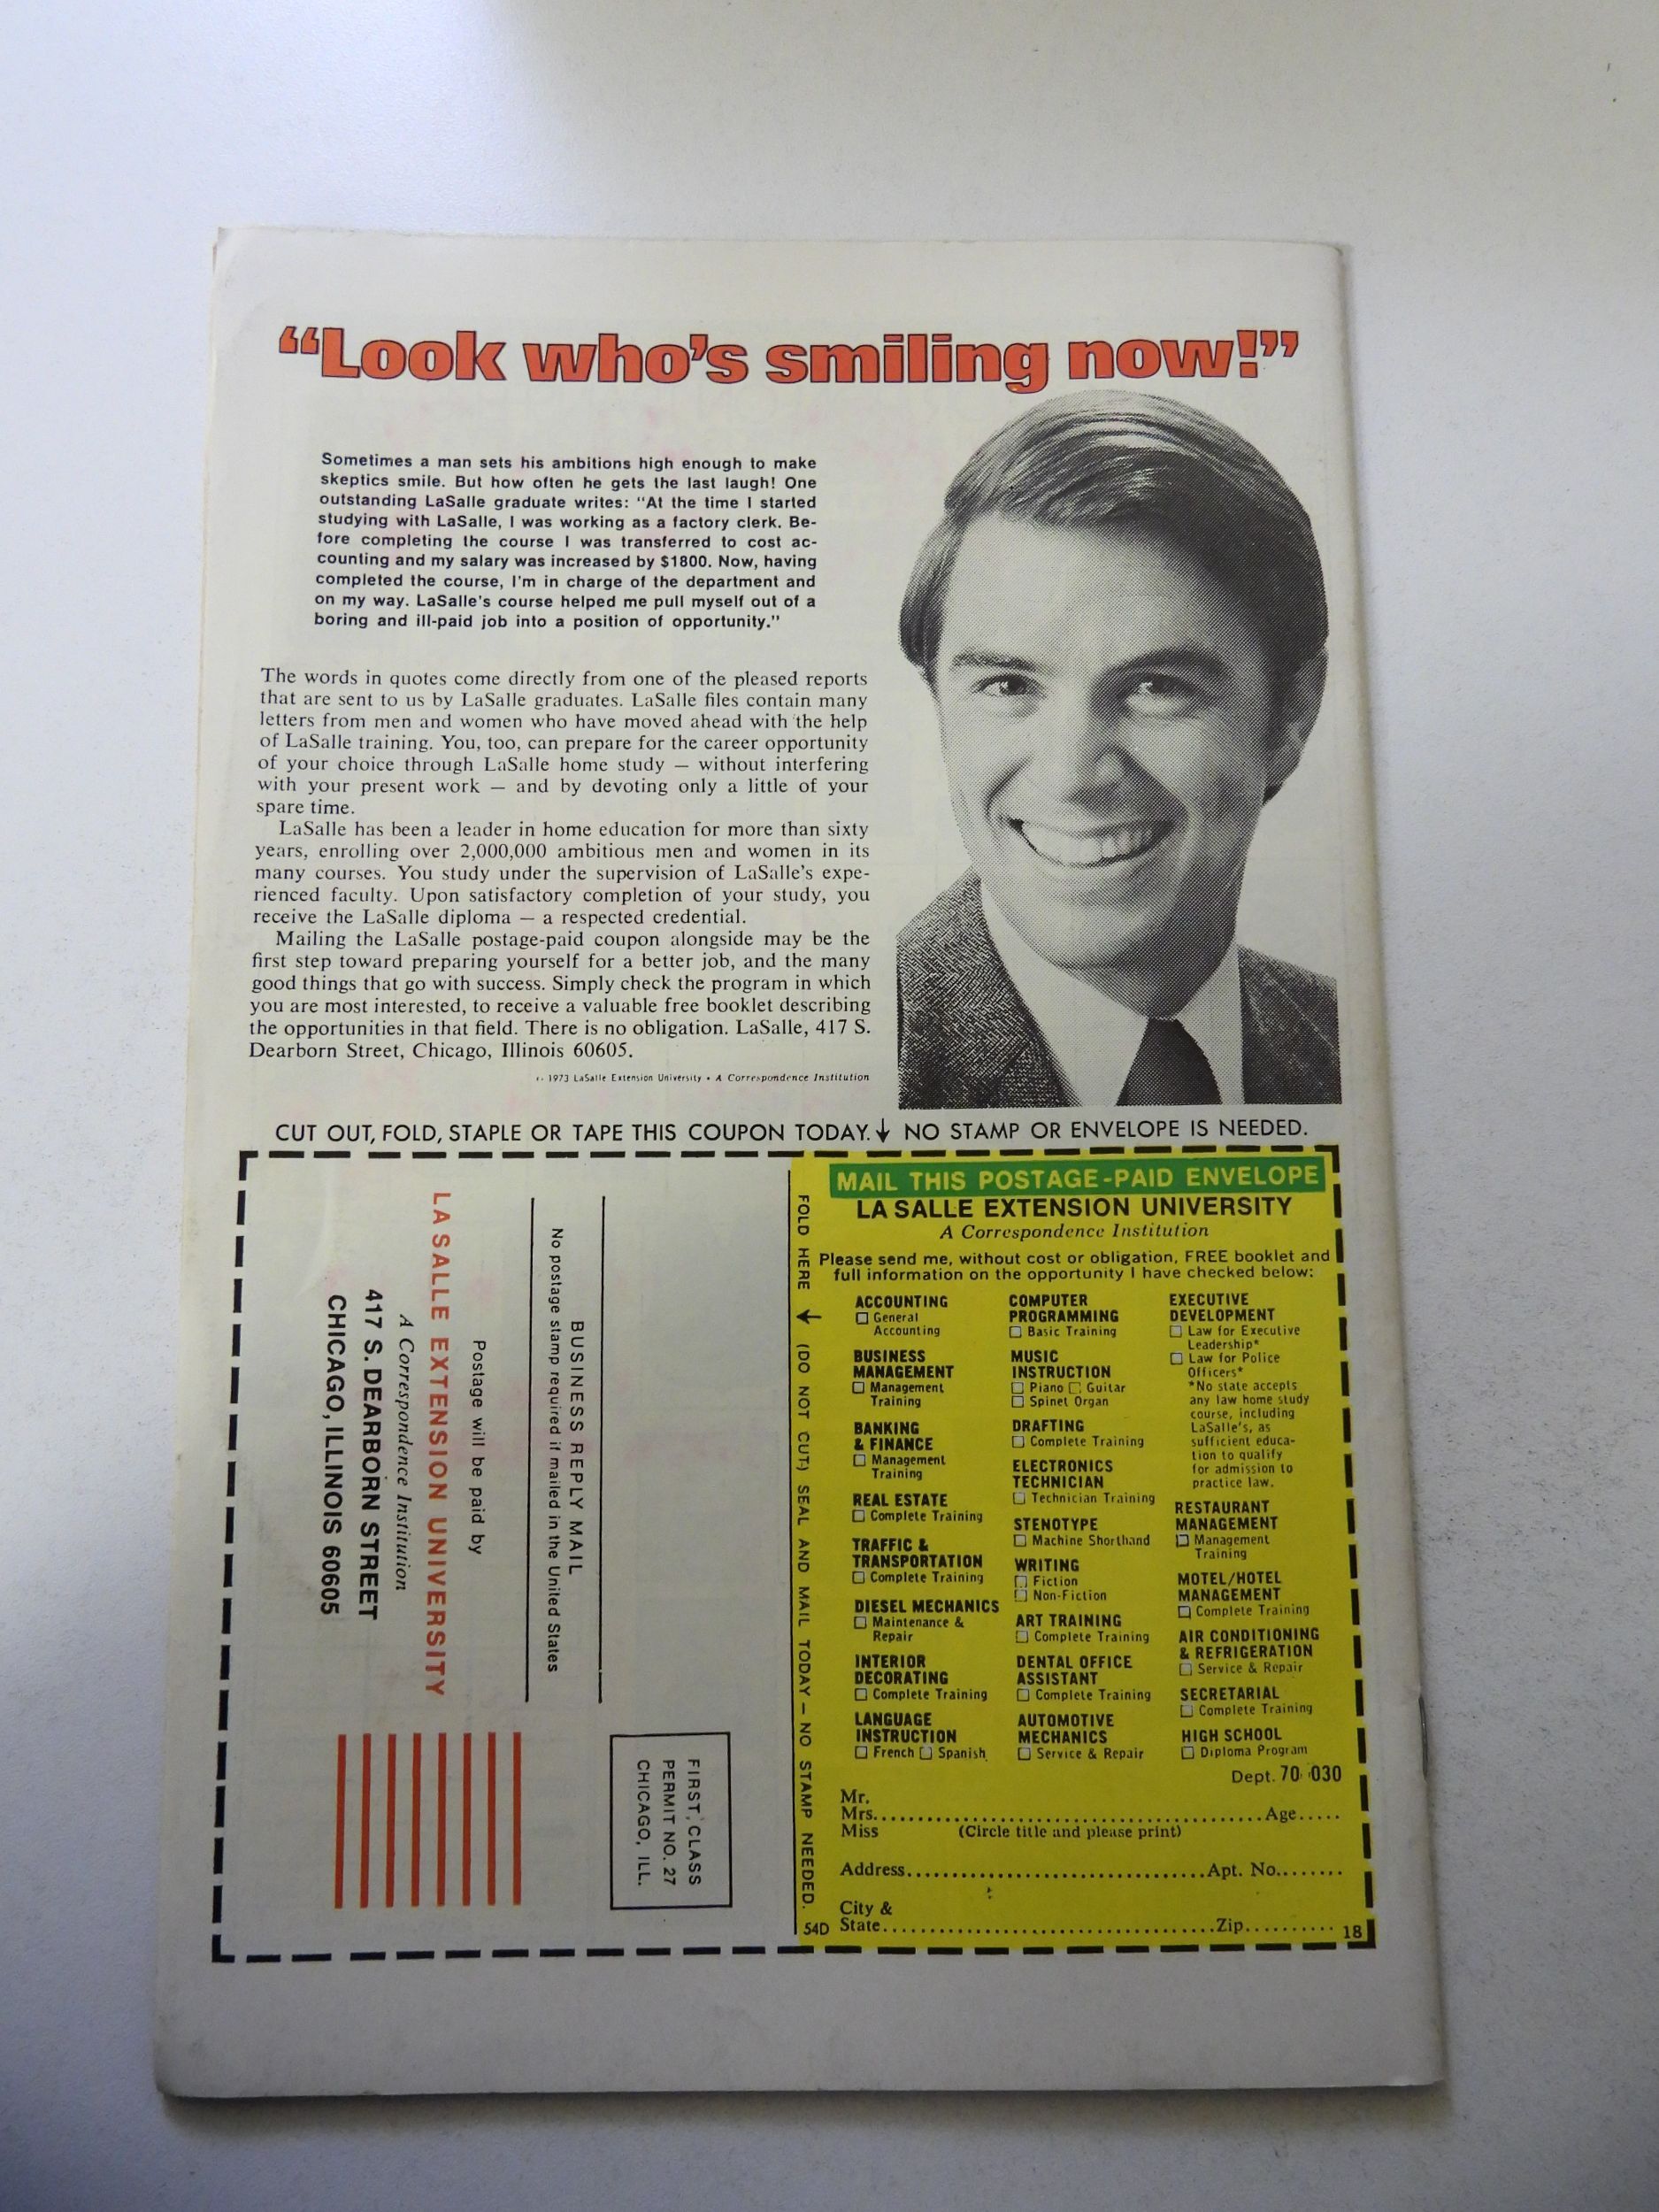 “Look who’s smiling now!”
Sometimes a man sets his ambitions high enough to make
skeptics smile. But how often he gets the last laugh! One
outstanding LaSalle graduate writes: “At the time I started
studying with LaSalle, I was working as a factory clerk. Be-
fore completing the course I was transferred to cost ac-
counting and my salary was increased by $1800. Now, having
completed the course, I’m in charge of the department and
on my way. LaSalle’s course helped me pull myself out of a
boring and ill-paid job into a position of opportunity.”
The words in quotes come directly from one of the pleased reports
that are sent to us by LaSalle graduates. LaSalle files contain many
letters from men and women who have moved ahead with the help
of LaSalle training. You, too, can prepare for the career opportunity
of your choice through LaSalle home study — without interfering
with your present work — and by devoting only a little of your
spare time.
LaSalle has been a leader in home education for more than sixty
years, enrolling over 2,000,000 ambitious men and women in its
many courses. You study under the supervision of LaSalle’s expe-
rienced faculty. Upon satisfactory completion of your study, you
receive the LaSalle diploma — a respected credential.
Mailing the LaSalle postage-paid coupon alongside may be the
first step toward preparing yourself for a better job, and the many
good things that go with success. Simply check the program in which
you are most interested, to receive a valuable free booklet describing
the opportunities in that field. There is no obligation. LaSalle, 417 S.
Dearborn Street, Chicago, Illinois 60605.
1973 LaSalle Extension University • A Correspondence Institution
CUT OUT, FOLD, STAPLE OR TAPE THIS COUPON TODAY.↓ NO STAMP OR ENVELOPE IS NEEDED.
FIRST CLASS
PERMIT NO. 27
CHICAGO, ILL.
BUSINESS REPLY MAIL
No postage stamp required if mailed in the United States
Postage will be paid by
LASALLE EXTENSION UNIVERSITY
A Correspondence Institution
417 S. DEARBORN STREET
CHICAGO, ILLINOIS 60605
FOLD HERE ↓ (DO NOT CUT) SEAL AND MAIL TODAY — NO STAMP NEEDED.
MAIL THIS POSTAGE-PAID ENVELOPE
LA SALLE EXTENSION UNIVERSITY
A Correspondence Institution
Please send me, without cost or obligation, FREE booklet and
full information on the opportunity I have checked below:
ACCOUNTING
☐ General
Accounting
BUSINESS
MANAGEMENT
☐ Management
Training
BANKING
& FINANCE
☐ Management
Training
REAL ESTATE
☐ Complete Training
TRAFFIC &
TRANSPORTATION
☐ Complete Training
DIESEL MECHANICS
☐ Maintenance &
Repair
INTERIOR
DECORATING
☐ Complete Training
LANGUAGE
INSTRUCTION
☐ French ☐ Spanish
COMPUTER
PROGRAMMING
☐ Basic Training
MUSIC
INSTRUCTION
☐ Piano ☐ Guitar
☐ Spinet Organ
DRAFTING
☐ Complete Training
ELECTRONICS
TECHNICIAN
☐ Technician Training
STENOTYPE
☐ Machine Shorthand
WRITING
☐ Fiction
☐ Non-Fiction
ART TRAINING
☐ Complete Training
DENTAL OFFICE
ASSISTANT
☐ Complete Training
AUTOMOTIVE
MECHANICS
☐ Service & Repair
EXECUTIVE
DEVELOPMENT
☐ Law for Executive
Leadership*
☐ Law for Police
Officers*
*No state accepts
any law home study
course, including
LaSalle’s, as
sufficient educa-
tion to qualify
for admission to
practice law.
RESTAURANT
MANAGEMENT
☐ Management
Training
MOTEL/HOTEL
MANAGEMENT
☐ Complete Training
AIR CONDITIONING
& REFRIGERATION
☐ Service & Repair
SECRETARIAL
☐ Complete Training
HIGH SCHOOL
☐ Diploma Program
Dept. 70 030
Mr.
Mrs.......................................................Age.....
Miss (Circle title and please print)
Address.............................................Apt. No........
City &
State.................................................Zip..........
54D
18